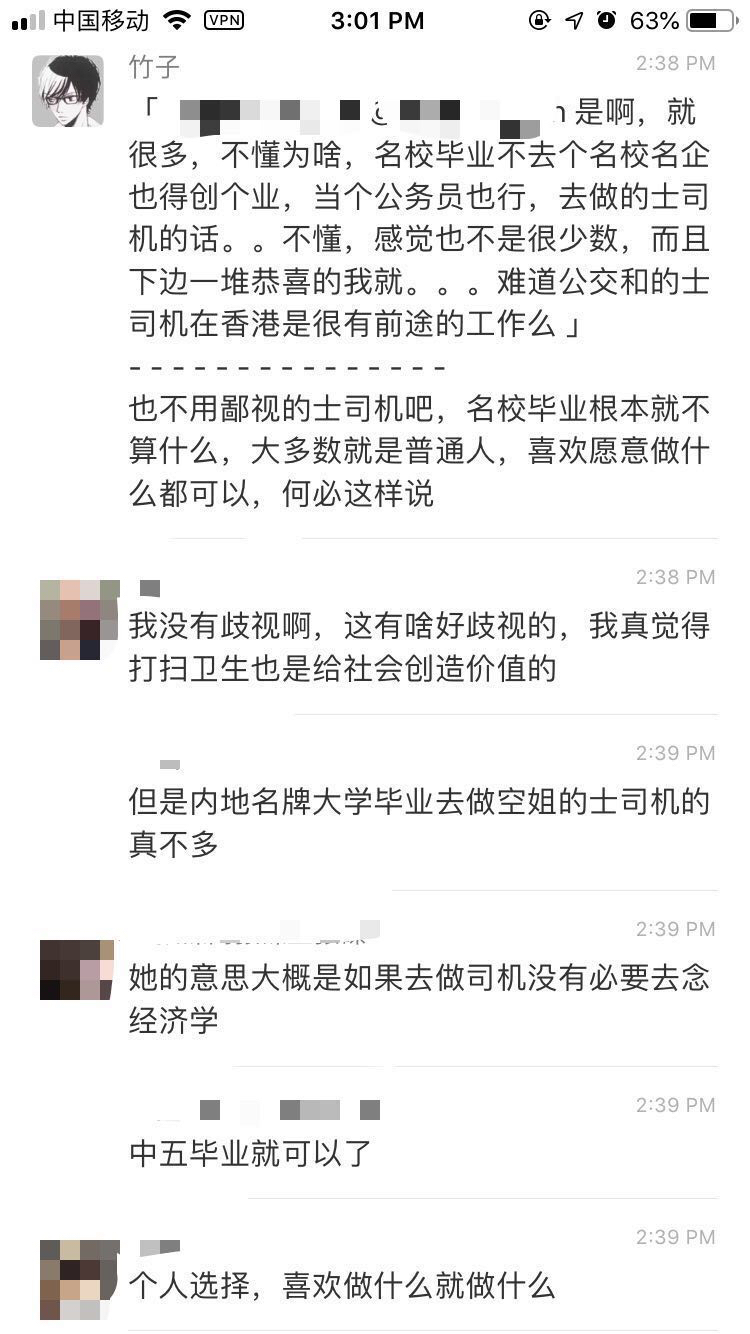 中国移动 VPN 3:01 PM 63%
竹子 2:38 PM
「 是啊，就
很多，不懂为啥，名校毕业不去个名校名企
也得创个业，当个公务员也行，去做的士司
机的话。。不懂，感觉也不是很少数，而且
下边一堆恭喜的我就。。。难道公交和的士
司机在香港是很有前途的工作么 」
- - - - - - - - - - - - - - -
也不用鄙视的士司机吧，名校毕业根本就不
算什么，大多数就是普通人，喜欢愿意做什
么都可以，何必这样说
2:38 PM
我没有歧视啊，这有啥好歧视的，我真觉得
打扫卫生也是给社会创造价值的
2:39 PM
但是内地名牌大学毕业去做空姐的士司机的
真不多
2:39 PM
她的意思大概是如果去做司机没有必要去念
经济学
2:39 PM
中五毕业就可以了
2:39 PM
个人选择，喜欢做什么就做什么